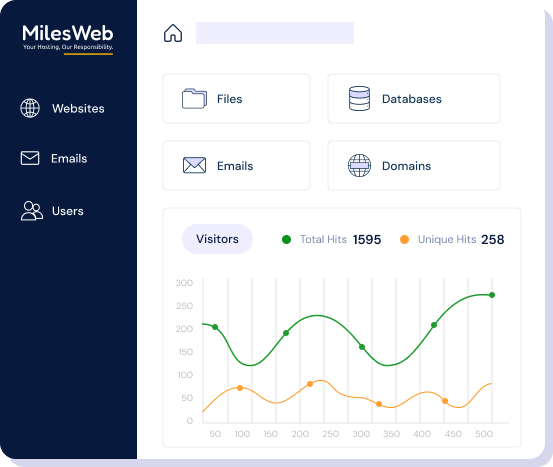 MilesWeb
Your Hosting, Our Responsibility.
Websites
Emails
Users
Files
Databases
Emails
Domains
Visitors
Total Hits 1595
Unique Hits 258
300
250
200
150
100
50
0
50 100 150 200 250 300 350 400 450 500